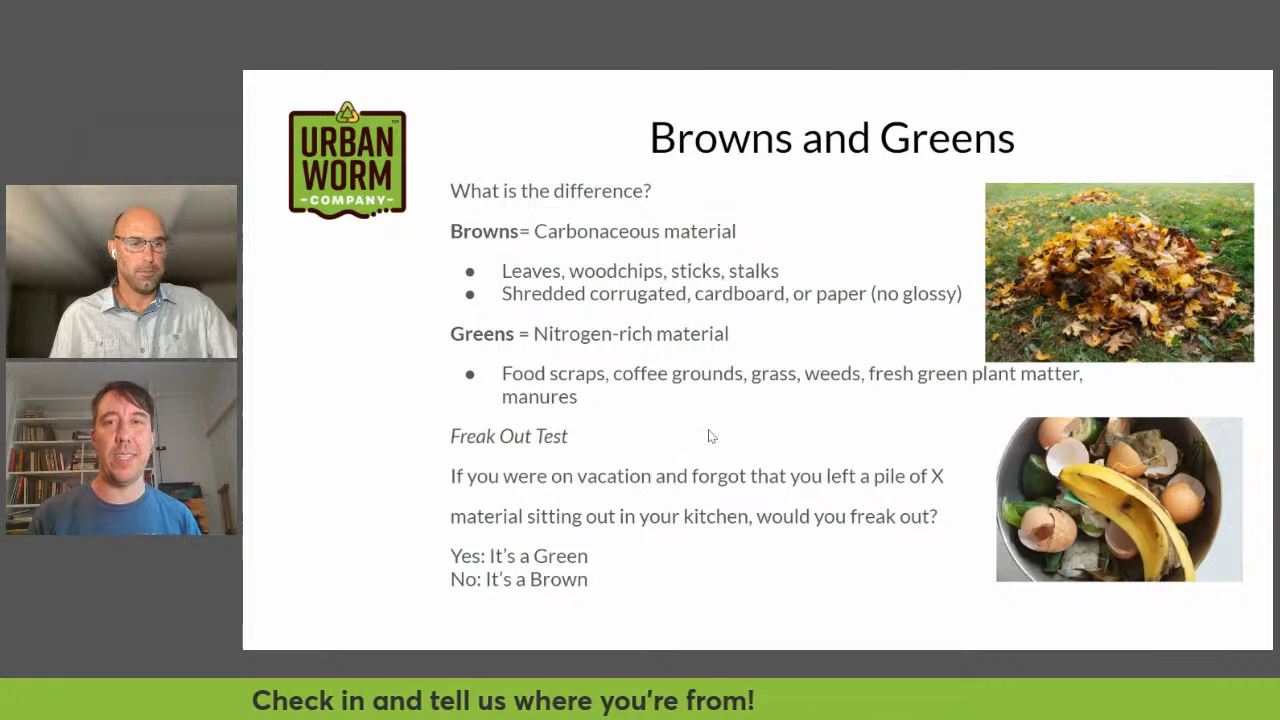 URBAN
WORM
-COMPANY-
™
Browns and Greens
What is the difference?
Browns= Carbonaceous material
● Leaves, woodchips, sticks, stalks
● Shredded corrugated, cardboard, or paper (no glossy)
Greens = Nitrogen-rich material
● Food scraps, coffee grounds, grass, weeds, fresh green plant matter,
manures
Freak Out Test
If you were on vacation and forgot that you left a pile of X
material sitting out in your kitchen, would you freak out?
Yes: It's a Green
No: It's a Brown
Check in and tell us where you're from!